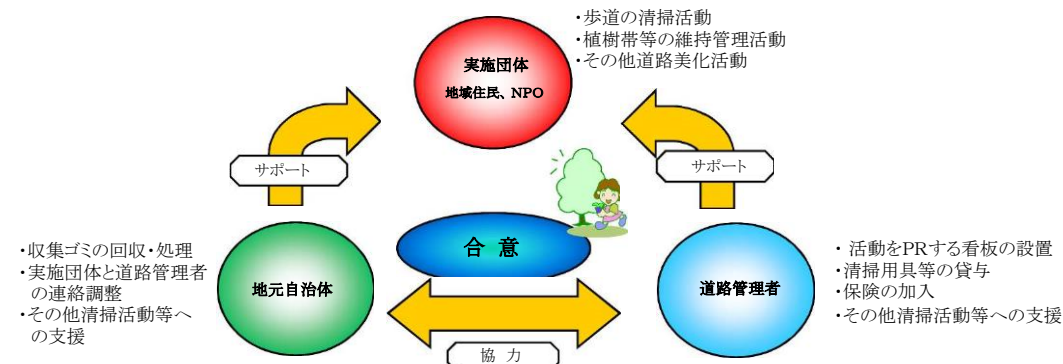 ・歩道の清掃活動
・植樹帯等の維持管理活動
・その他道路美化活動
実施団体
地域住民、NPO
サポート
サポート
・収集ゴミの回収・処理
・実施団体と道路管理者
の連絡調整
・その他清掃活動等へ
の支援
地元自治体
合 意
道路管理者
・ 活動をPRする看板の設置
・清掃用具等の貸与
・保険の加入
・その他清掃活動等への支援
協 力